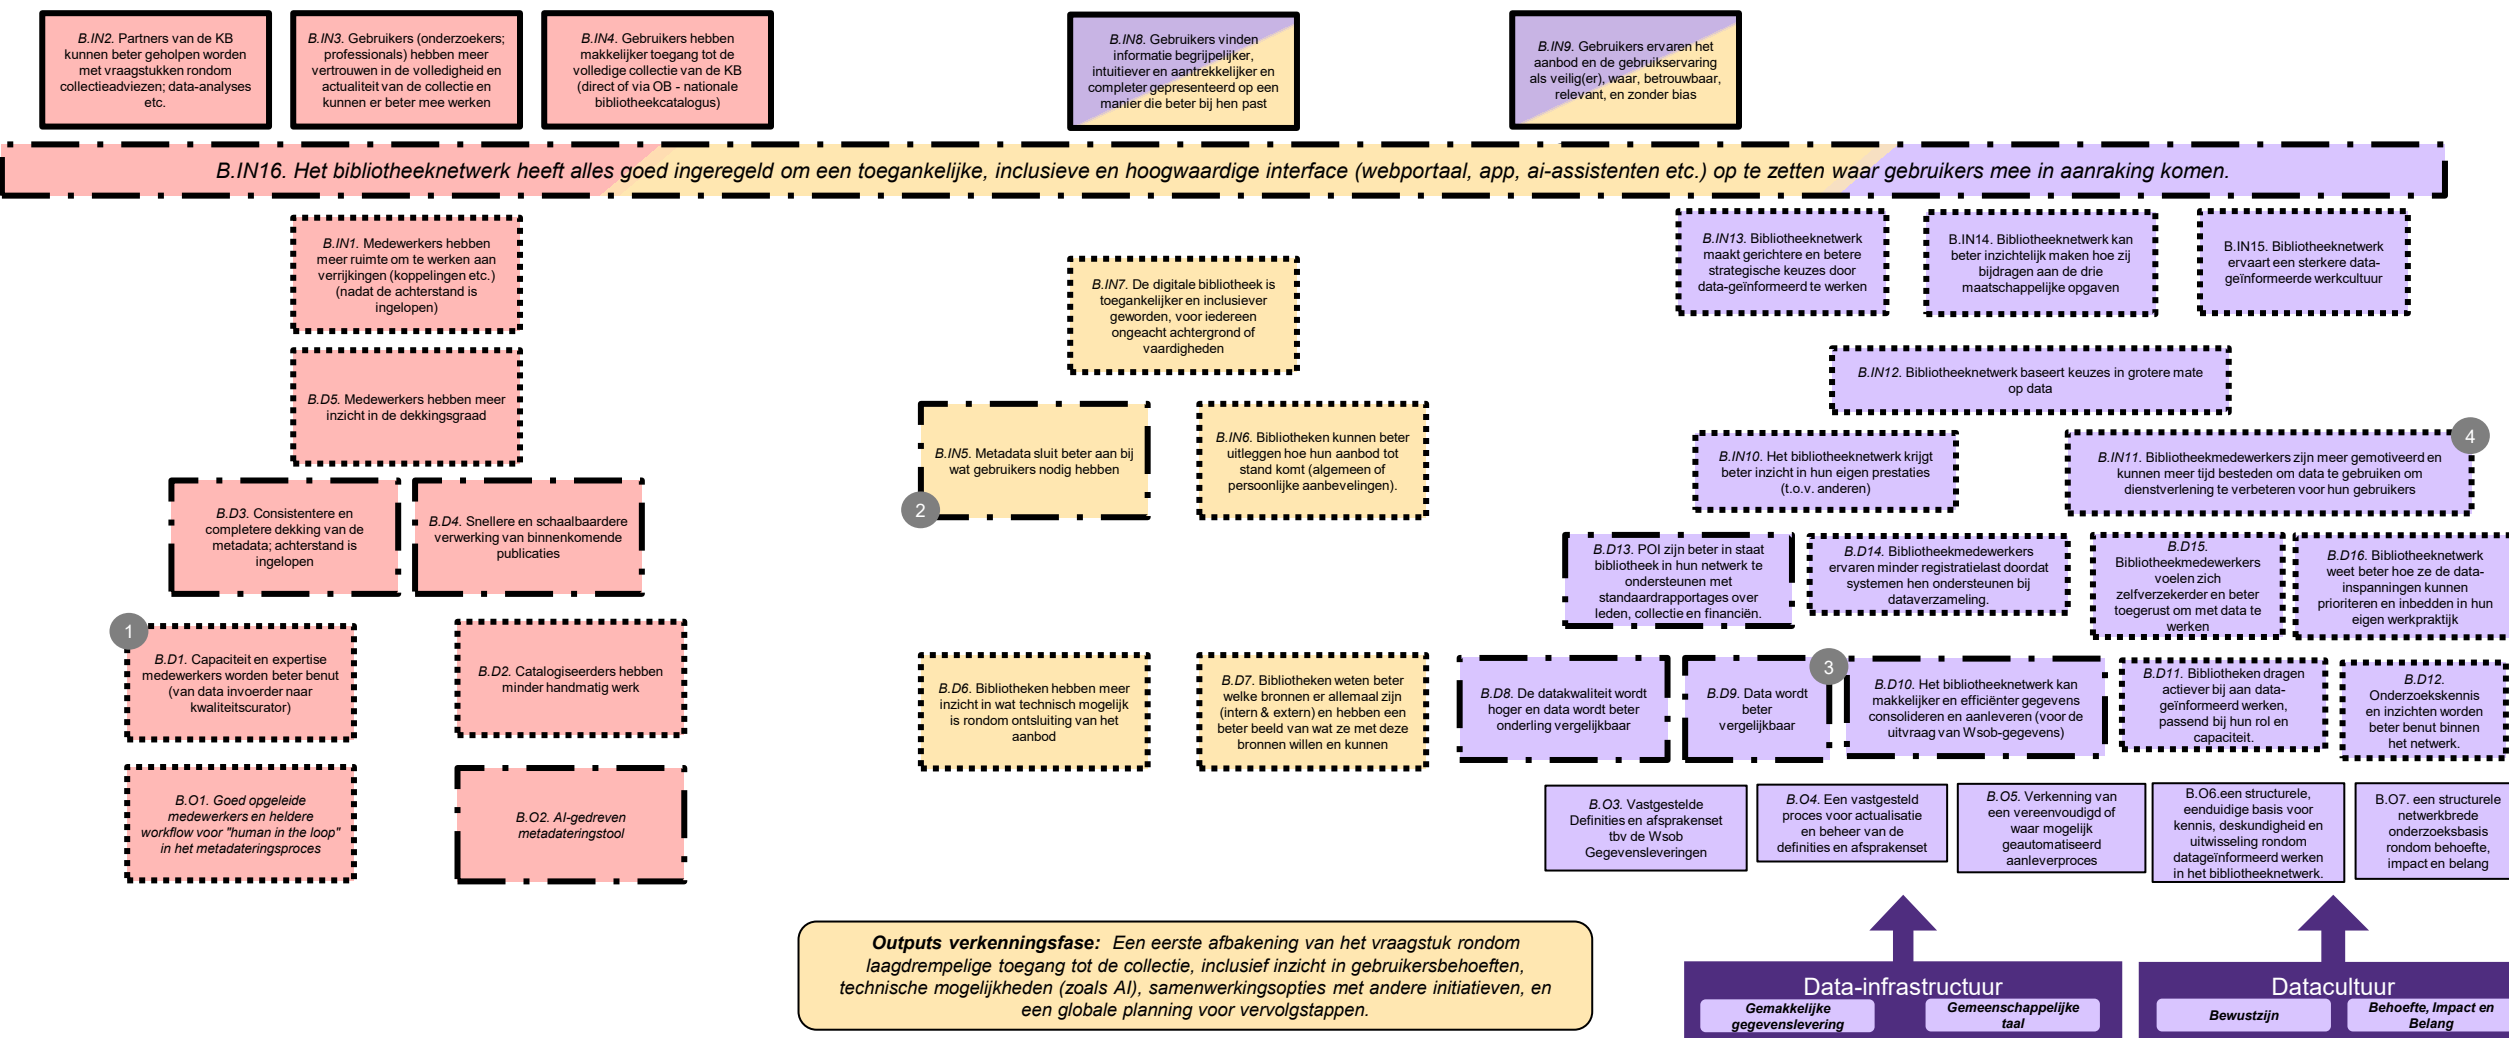 B.IN2. Partners van de KB
kunnen beter geholpen worden
met vraagstukken rondom
collectieadviezen; data-analyses
etc.
B.IN3. Gebruikers (onderzoekers;
professionals) hebben meer
vertrouwen in de volledigheid en
actualiteit van de collectie en
kunnen er beter mee werken
B.IN4. Gebruikers hebben
makkelijker toegang tot de
volledige collectie van de KB
(direct of via OB - nationale
bibliotheekcatalogus)
B.IN8. Gebruikers vinden
informatie begrijpelijker,
intuitiever en aantrekkelijker en
completer gepresenteerd op een
manier die beter bij hen past
B.IN9. Gebruikers ervaren het
aanbod en de gebruikservaring
als veilig(er), waar, betrouwbaar,
relevant, en zonder bias
B.IN16. Het bibliotheeknetwerk heeft alles goed ingeregeld om een toegankelijke, inclusieve en hoogwaardige interface (webportaal, app, ai-assistenten etc.) op te zetten waar gebruikers mee in aanraking komen.
B.IN1. Medewerkers hebben
meer ruimte om te werken aan
verrijkingen (koppelingen etc.)
(nadat de achterstand is
ingelopen)
B.IN7. De digitale bibliotheek is
toegankelijker en inclusiever
geworden, voor iedereen
ongeacht achtergrond of
vaardigheden
B.IN13. Bibliotheeknetwerk
maakt gerichtere en betere
strategische keuzes door
data-geïnformeerd te werken
B.IN14. Bibliotheeknetwerk kan
beter inzichtelijk maken hoe zij
bijdragen aan de drie
maatschappelijke opgaven
B.IN15. Bibliotheeknetwerk
ervaart een sterkere data-
geïnformeerde werkcultuur
B.D5. Medewerkers hebben meer
inzicht in de dekkingsgraad
B.IN12. Bibliotheeknetwerk baseert keuzes in grotere mate
op data
B.IN5. Metadata sluit beter aan bij
wat gebruikers nodig hebben
2
B.IN6. Bibliotheken kunnen beter
uitleggen hoe hun aanbod tot
stand komt (algemeen of
persoonlijke aanbevelingen).
B.IN10. Het bibliotheeknetwerk krijgt
beter inzicht in hun eigen prestaties
(t.o.v. anderen)
4
B.IN11. Bibliotheekmedewerkers zijn meer gemotiveerd en
kunnen meer tijd besteden om data te gebruiken om
dienstverlening te verbeteren voor hun gebruikers
B.D3. Consistentere en
completere dekking van de
metadata; achterstand is
ingelopen
B.D4. Snellere en schaalbaardere
verwerking van binnenkomende
publicaties
B.D13. POI zijn beter in staat
bibliotheek in hun netwerk te
ondersteunen met
standaardrapportages over
leden, collectie en financiën.
B.D14. Bibliotheekmedewerkers
ervaren minder registratielast doordat
systemen hen ondersteunen bij
dataverzameling.
B.D15.
Bibliotheekmedewerkers
voelen zich
zelfverzekerder en beter
toegerust om met data te
werken
B.D16. Bibliotheeknetwerk
weet beter hoe ze de data-
inspanningen kunnen
prioriteren en inbedden in hun
eigen werkpraktijk
1
B.D1. Capaciteit en expertise
medewerkers worden beter benut
(van data invoerder naar
kwaliteitscurator)
B.D2. Catalogiseerders hebben
minder handmatig werk
B.D6. Bibliotheken hebben meer
inzicht in wat technisch mogelijk
is rondom ontsluiting van het
aanbod
B.D7. Bibliotheken weten beter
welke bronnen er allemaal zijn
(intern & extern) en hebben een
beter beeld van wat ze met deze
bronnen willen en kunnen
B.D8. De datakwaliteit wordt
hoger en data wordt beter
onderling vergelijkbaar
B.D9. Data wordt
beter
vergelijkbaar
3
B.D10. Het bibliotheeknetwerk kan
makkelijker en efficiënter gegevens
consolideren en aanleveren (voor de
uitvraag van Wsob-gegevens)
B.D11. Bibliotheken dragen
actiever bij aan data-
geïnformeerd werken,
passend bij hun rol en
capaciteit.
B.D12.
Onderzoekskennis
en inzichten worden
beter benut binnen
het netwerk.
B.O1. Goed opgeleide
medewerkers en heldere
workflow voor "human in the loop"
in het metadateringsproces
B.O2. AI-gedreven
metadateringstool
B.O3. Vastgestelde
Definities en afsprakenset
tbv de Wsob
Gegevensleveringen
B.O4. Een vastgesteld
proces voor actualisatie
en beheer van de
definities en afsprakenset
B.O5. Verkenning van
een vereenvoudigd of
waar mogelijk
geautomatiseerd
aanleverproces
B.O6.een structurele,
eenduidige basis voor
kennis, deskundigheid en
uitwisseling rondom
datageïnformeerd werken
in het bibliotheeknetwerk.
B.O7. een structurele
netwerkbrede
onderzoeksbasis
rondom behoefte,
impact en belang
Outputs verkenningsfase: Een eerste afbakening van het vraagstuk rondom
laagdrempelige toegang tot de collectie, inclusief inzicht in gebruikersbehoeften,
technische mogelijkheden (zoals AI), samenwerkingsopties met andere initiatieven, en
een globale planning voor vervolgstappen.
Data-infrastructuur
Gemakkelijke
gegevenslevering
Gemeenschappelijke
taal
Datacultuur
Bewustzijn
Behoefte, Impact en
Belang